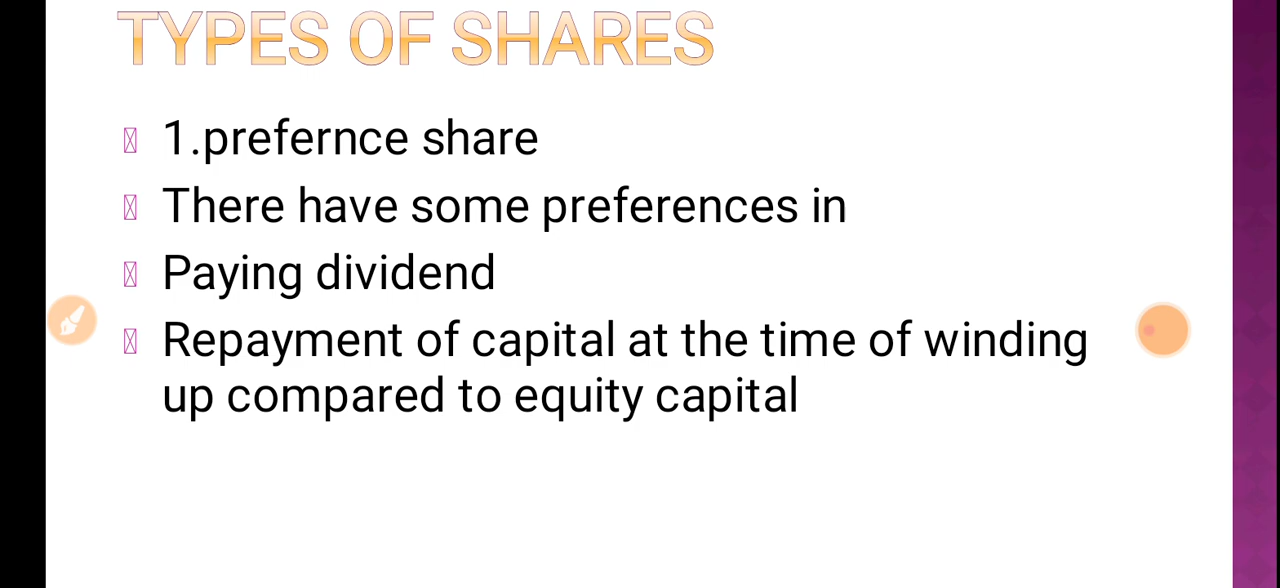 TYPES OF SHARES
1.prefernce share
There have some preferences in
Paying dividend
Repayment of capital at the time of winding
up compared to equity capital